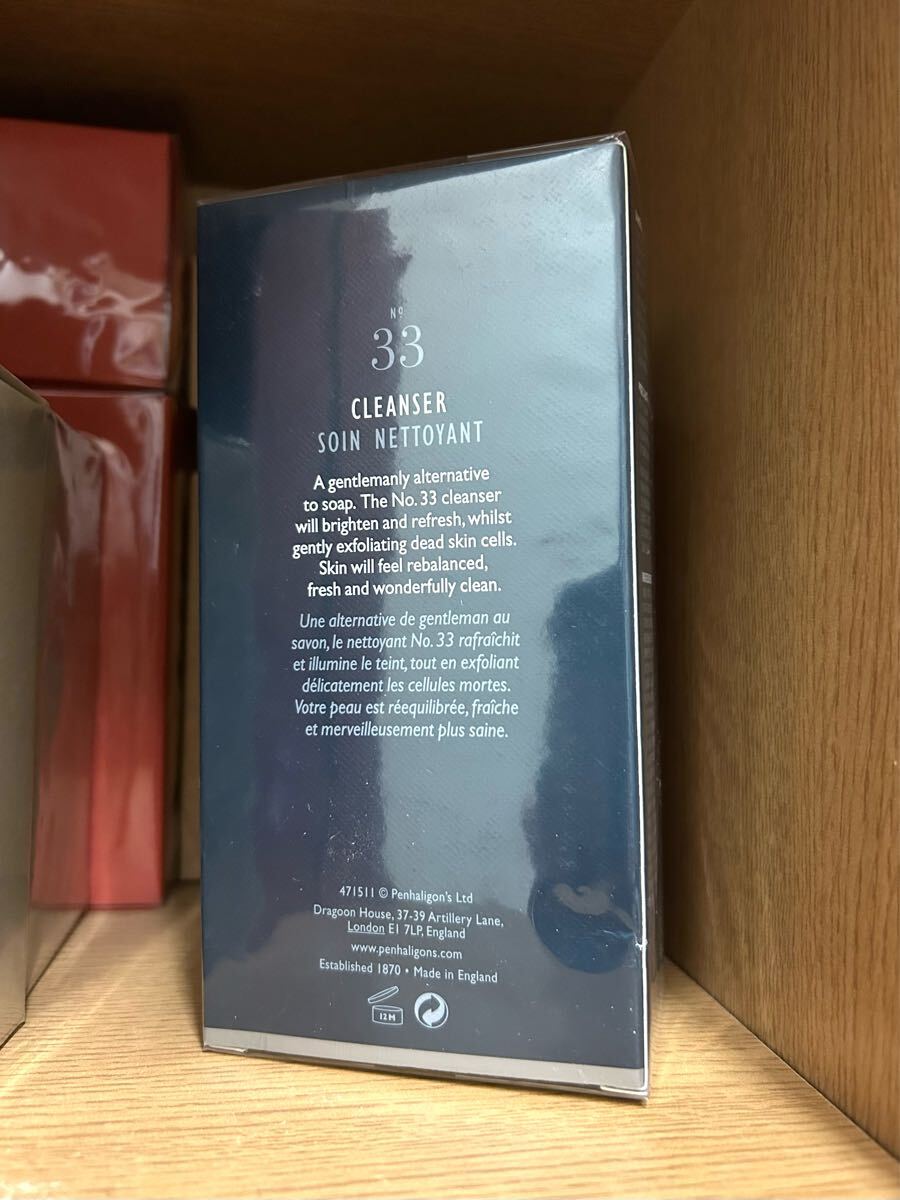 Nº
33
CLEANSER
SOIN NETTOYANT
A gentlemanly alternative
to soap. The No. 33 cleanser
will brighten and refresh, whilst
gently exfoliating dead skin cells.
Skin will feel rebalanced,
fresh and wonderfully clean.
Une alternative de gentleman au
savon, le nettoyant No. 33 rafraîchit
et illumine le teint, tout en exfoliant
délicatement les cellules mortes.
Votre peau est réequilibrée, fraîche
et merveilleusement plus saine.
471511 © Penhaligon's Ltd
Dragoon House, 37-39 Artillery Lane,
London E1 7LP, England
www.penhaligons.com
Established 1870 • Made in England
12M